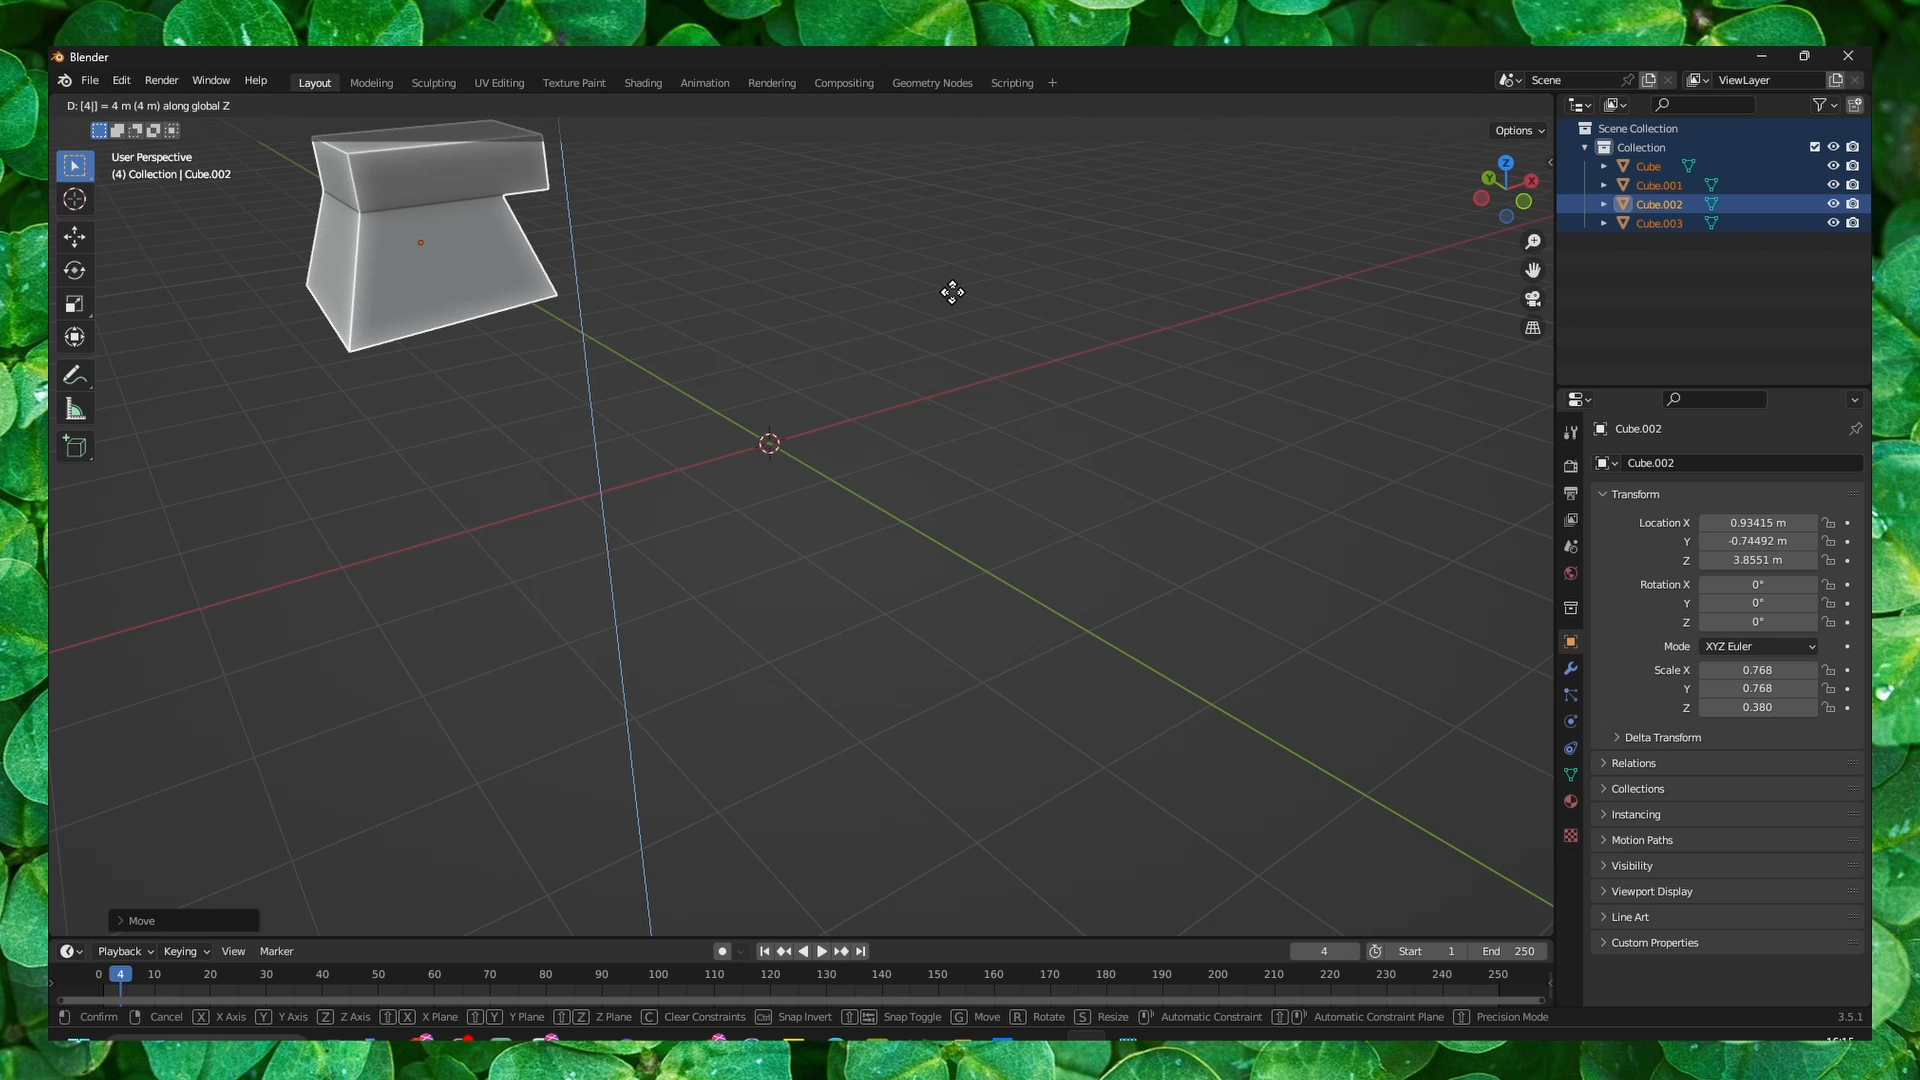 Blender
File Edit Render Window Help Layout Modeling Sculpting UV Editing Texture Paint Shading Animation Rendering Compositing Geometry Nodes Scripting + Scene ViewLayer
D: [4|] = 4 m (4 m) along global Z
Options
User Perspective
(4) Collection | Cube.002
Z
Y
X
Scene Collection
Collection
Cube
Cube.001
Cube.002
Cube.003
Cube.002
Cube.002
Transform
Location X 0.93415 m
Y -0.74492 m
Z 3.8551 m
Rotation X 0°
Y 0°
Z 0°
Mode XYZ Euler
Scale X 0.768
Y 0.768
Z 0.380
Delta Transform
Relations
Collections
Instancing
Motion Paths
Visibility
Viewport Display
Line Art
Custom Properties
Move
Playback Keying View Marker 4 Start 1 End 250
0 4 10 20 30 40 50 60 70 80 90 100 110 120 130 140 150 160 170 180 190 200 210 220 230 240 250
Confirm Cancel X X Axis Y Y Axis Z Z Axis X X Plane Y Y Plane Z Z Plane C Clear Constraints Ctrl Snap Invert Snap Toggle G Move R Rotate S Resize Automatic Constraint Automatic Constraint Plane Precision Mode 3.5.1